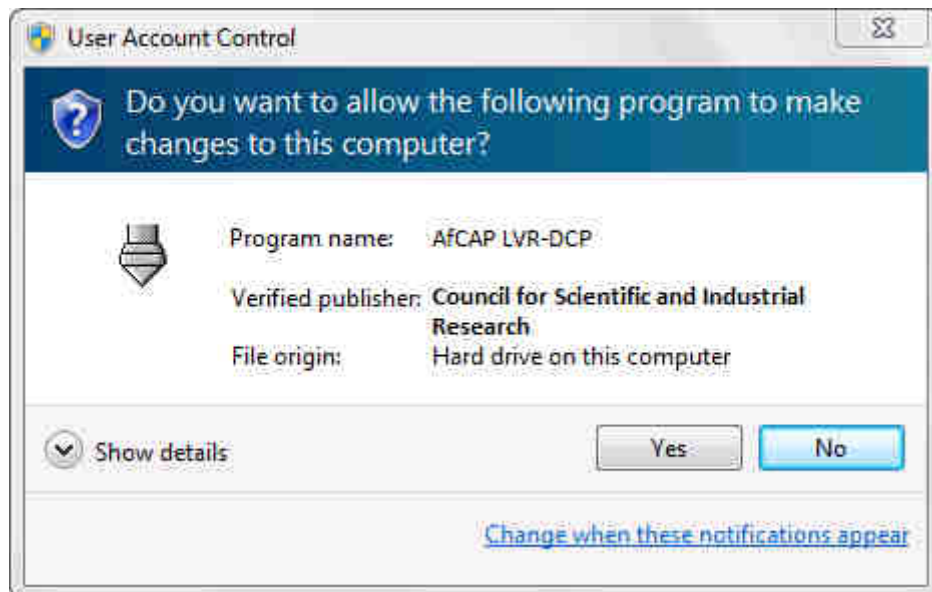 User Account Control
Do you want to allow the following program to make
changes to this computer?
Program name: AfCAP LVR-DCP
Verified publisher: Council for Scientific and Industrial
Research
File origin: Hard drive on this computer
Show details
Yes No
Change when these notifications appear